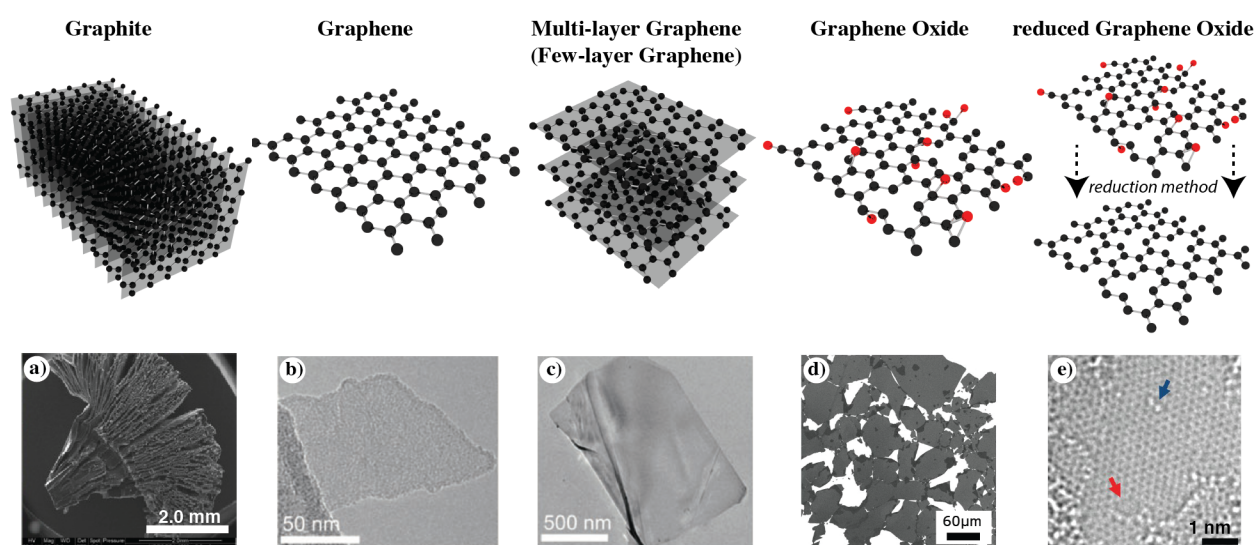 Graphite
Graphene
Multi-layer Graphene
(Few-layer Graphene)
Graphene Oxide
reduced Graphene Oxide
reduction method
a)
2.0 mm
b)
50 nm
c)
500 nm
d)
60µm
e)
1 nm